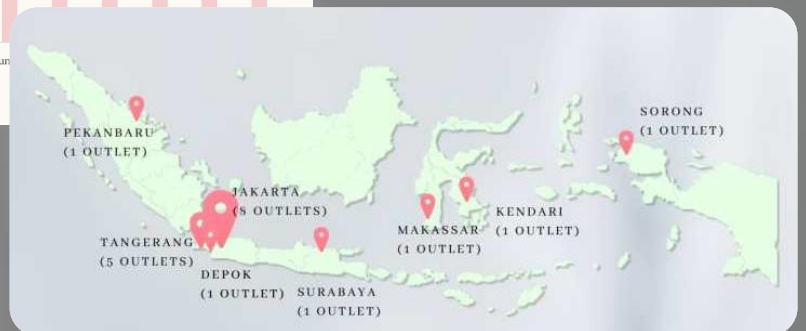 PEKANBARU
(1 OUTLET)
JAKARTA
(8 OUTLETS)
TANGERANG
(5 OUTLETS)
DEPOK
(1 OUTLET)
SURABAYA
(1 OUTLET)
MAKASSAR
(1 OUTLET)
KENDARI
(1 OUTLET)
SORONG
(1 OUTLET)